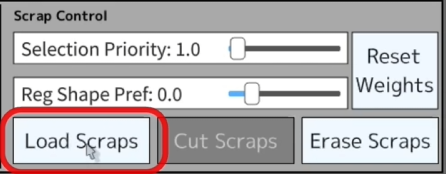 Scrap Control
Selection Priority: 1.0
Reset
Weights
Reg Shape Pref: 0.0
Load Scraps
Cut Scraps
Erase Scraps